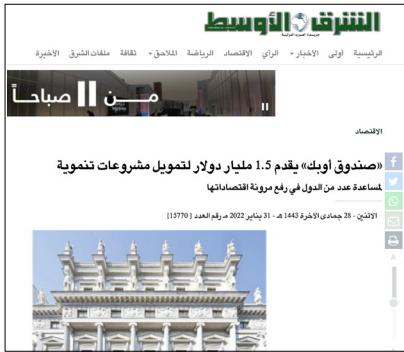 الشرق الأوسط
جريدة العرب الدولية
الرئيسية أولى الأخبار الرأي الاقتصاد الرياضة الملاحق ثقافة ملفات الشرق الأخيرة
من 11 صباحاً
الاقتصاد
«صندوق أوبك» يقدم 1.5 مليار دولار لتمويل مشروعات تنموية
لمساعدة عدد من الدول في رفع مرونة اقتصاداتها
الاثنين - 28 جمادى الآخرة 1443 هـ - 31 يناير 2022 مـ رقم العدد [ 15770]
A